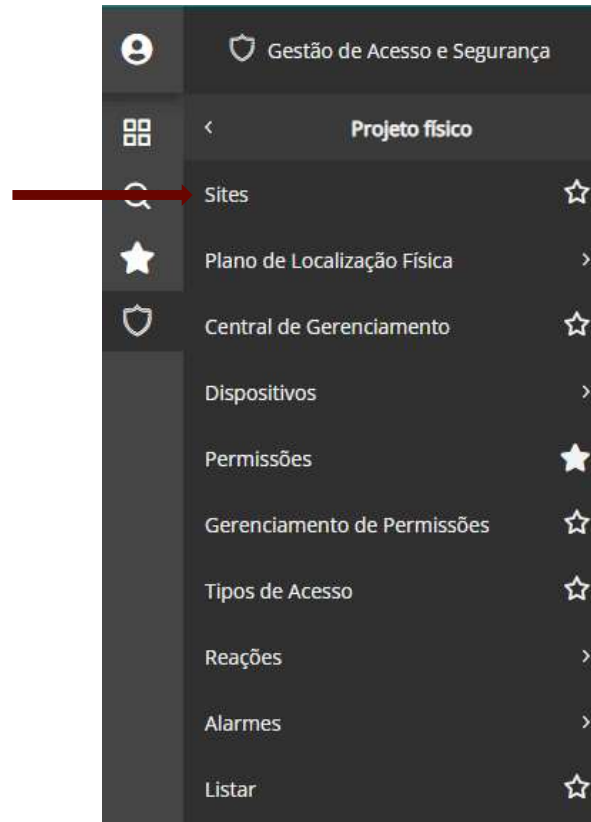 Gestão de Acesso e Segurança
Projeto físico
Sites
Plano de Localização Física
Central de Gerenciamento
Dispositivos
Permissões
Gerenciamento de Permissões
Tipos de Acesso
Reações
Alarmes
Listar